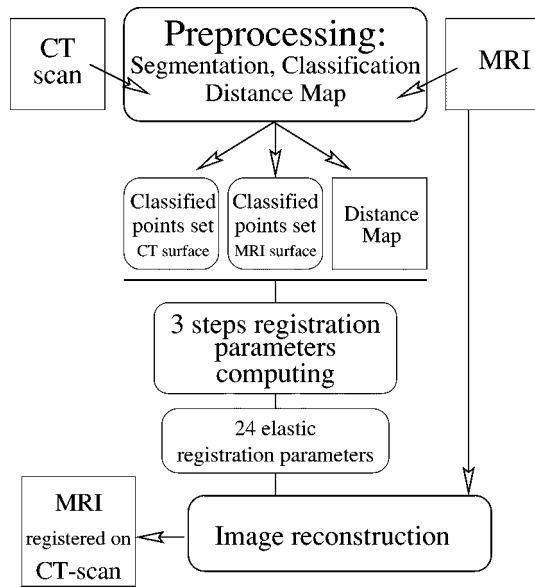 CT
scan
Preprocessing:
Segmentation, Classification
Distance Map
MRI
Classified
points set
CT surface
Classified
points set
MRI surface
Distance
Map
3 steps registration
parameters
computing
24 elastic
registration parameters
Image reconstruction
MRI
registered on
CT-scan